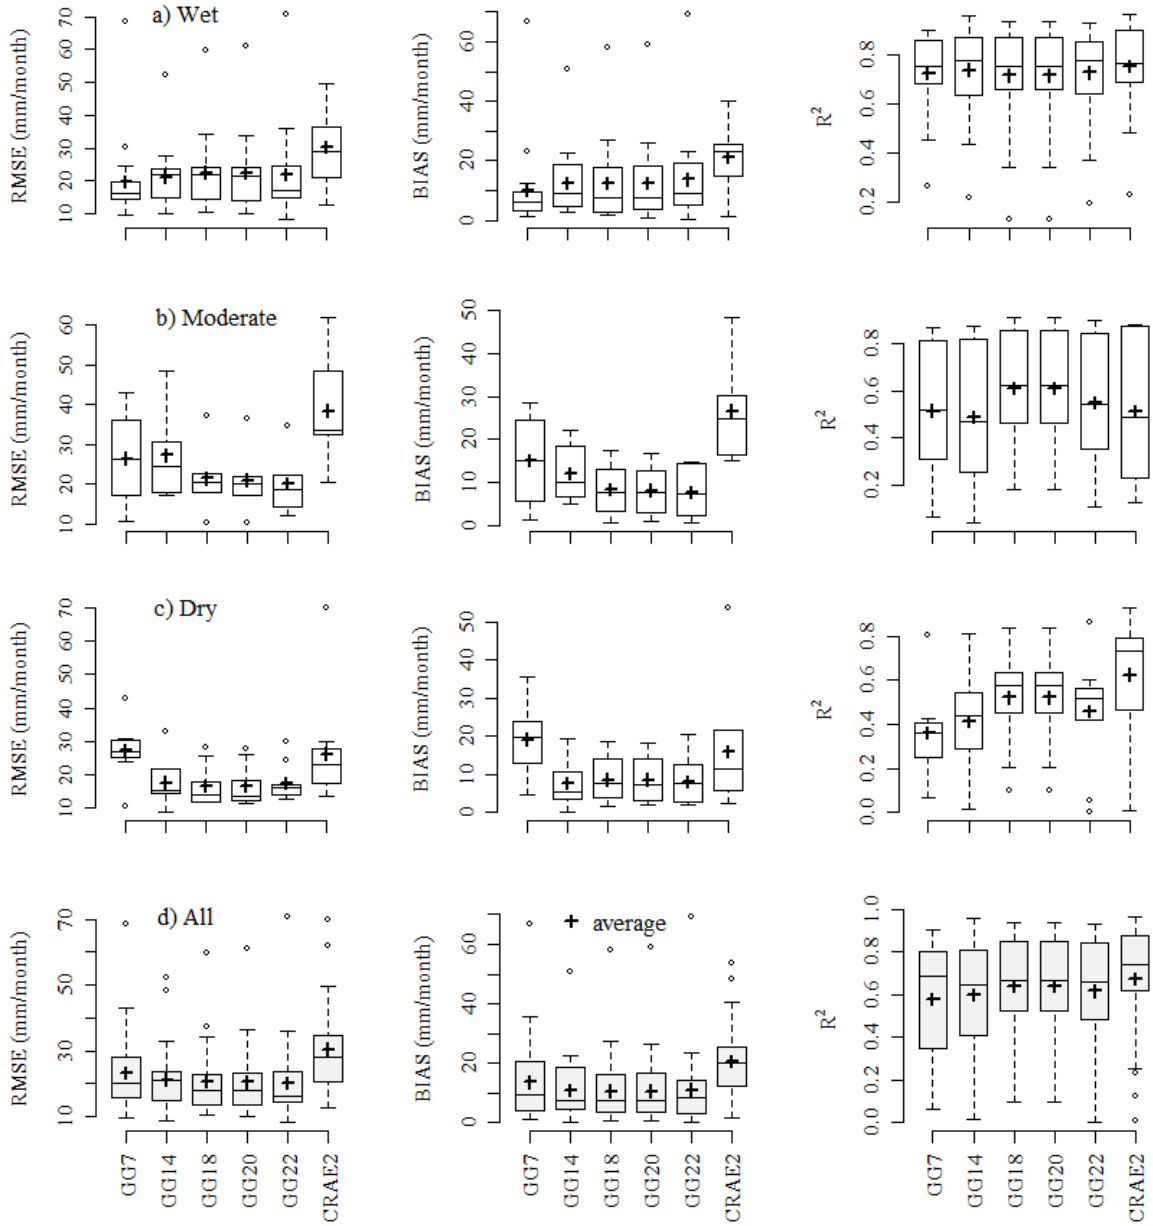 a) Wet
RMSE (mm/month)
10 20 30 40 50 60 70
BIAS (mm/month)
0 20 40 60
R²
0.2 0.4 0.6 0.8
b) Moderate
RMSE (mm/month)
10 20 30 40 50 60
BIAS (mm/month)
0 10 20 30 40 50
R²
0.2 0.4 0.6 0.8
c) Dry
RMSE (mm/month)
10 20 30 40 50 60 70
BIAS (mm/month)
0 10 20 30 40 50
R²
0.0 0.2 0.4 0.6 0.8
d) All
RMSE (mm/month)
10 30 50 70
average
BIAS (mm/month)
0 20 40 60
R²
0.0 0.2 0.4 0.6 0.8 1.0
GG7 GG14 GG18 GG20 GG22 CRAE2
GG7 GG14 GG18 GG20 GG22 CRAE2
GG7 GG14 GG18 GG20 GG22 CRAE2